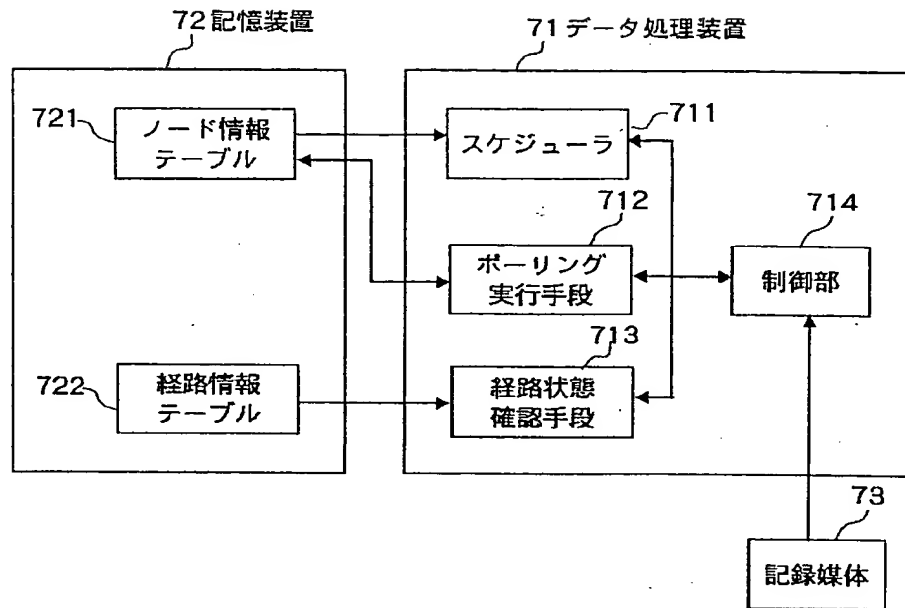 72 記憶装置
71 データ処理装置
721
ノード情報
テーブル
スケジューラ
711
712
ポーリング
実行手段
714
制御部
713
722
経路情報
テーブル
経路状態
確認手段
73
記録媒体